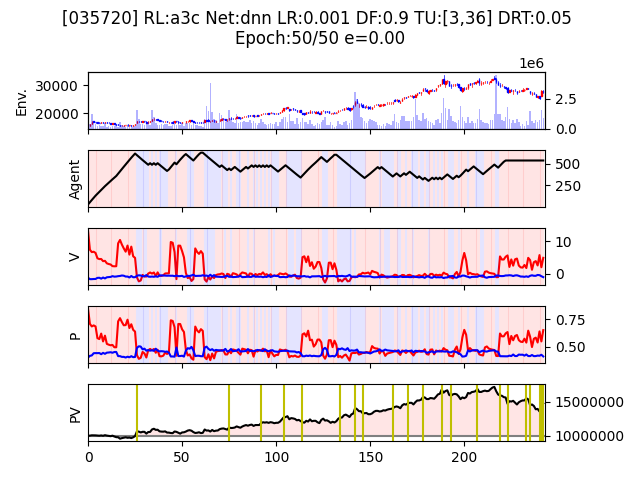 [035720] RL:a3c Net:dnn LR:0.001 DF:0.9 TU:[3,36] DRT:0.05
Epoch:50/50 e=0.00
1e6
Env.
30000
20000
2.5
0.0
Agent
500
250
V
10
0
P
0.75
0.50
PV
15000000
10000000
0 50 100 150 200